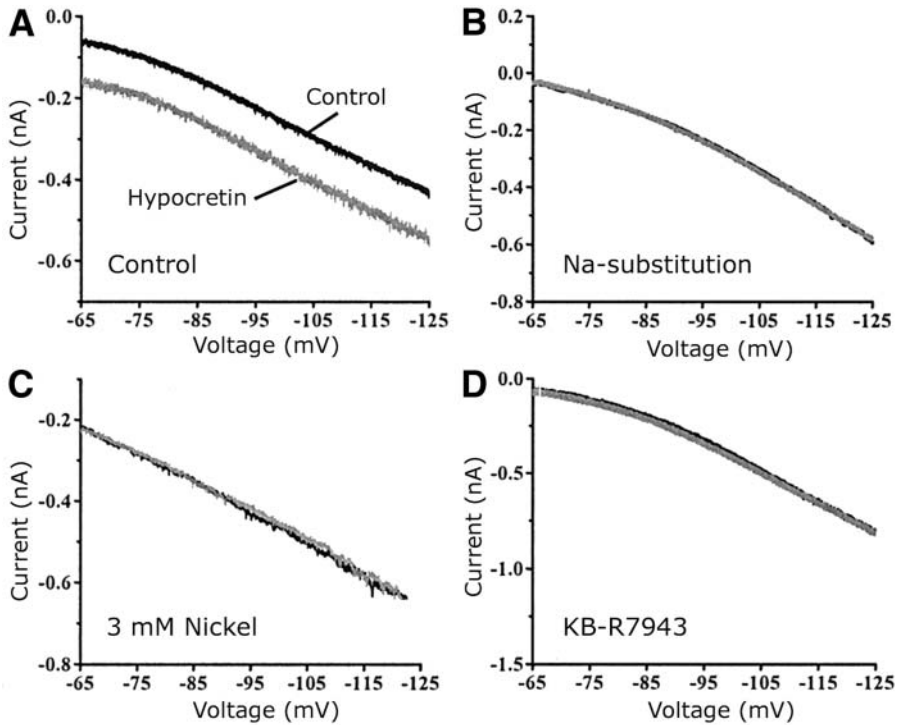 A
Current (nA)
0.0
-0.2
-0.4
-0.6
Control
Hypocretin
Control
-65 -75 -85 -95 -105 -115 -125
Voltage (mV)
B
Current (nA)
0.2
0.0
-0.2
-0.4
-0.6
-0.8
Na-substitution
-65 -75 -85 -95 -105 -115 -125
Voltage (mV)
C
Current (nA)
-0.2
-0.4
-0.6
-0.8
3 mM Nickel
-65 -75 -85 -95 -105 -115 -125
Voltage (mV)
D
Current (nA)
0.0
-0.5
-1.0
-1.5
KB-R7943
-65 -75 -85 -95 -105 -115 -125
Voltage (mV)